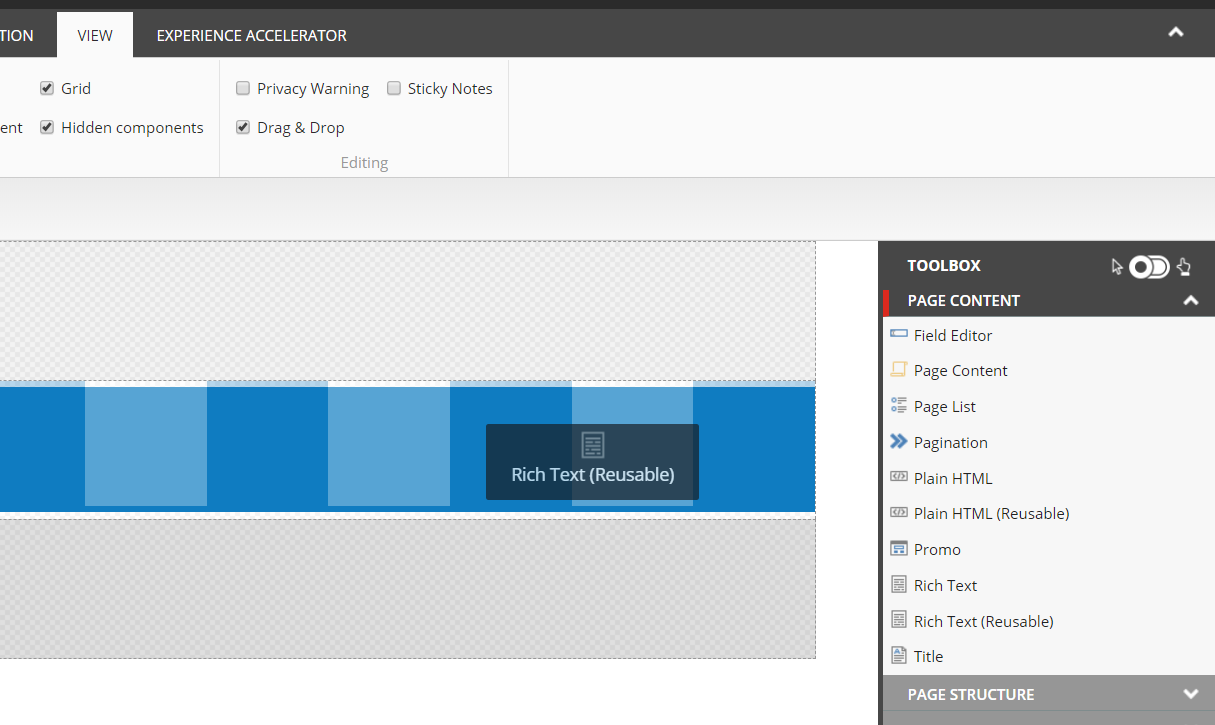 TION VIEW EXPERIENCE ACCELERATOR
Grid Privacy Warning Sticky Notes
ent Hidden components Drag & Drop
Editing
TOOLBOX
PAGE CONTENT
Field Editor
Page Content
Page List
Pagination
Plain HTML
Plain HTML (Reusable)
Promo
Rich Text
Rich Text (Reusable)
Title
PAGE STRUCTURE
Rich Text (Reusable)